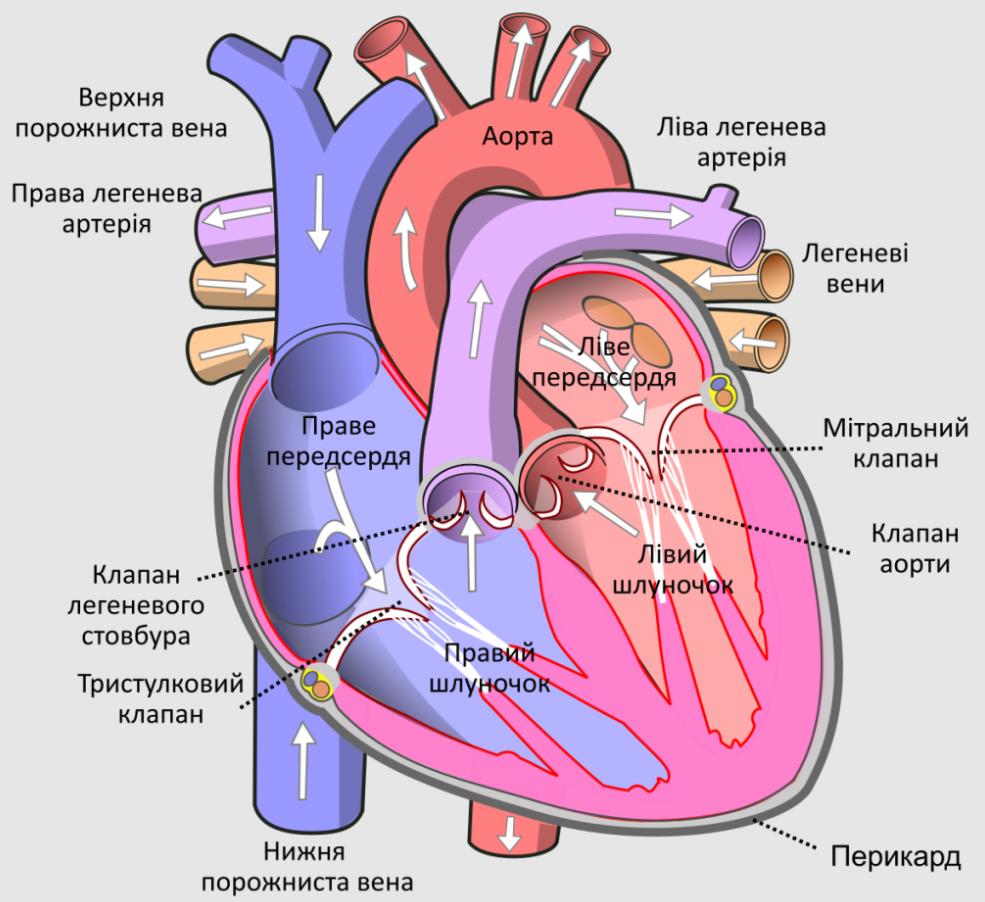 Верхня
порожниста вена
Аорта
Ліва легенева
артерія
Права легенева
артерія
Легеневі
вени
Ліве
передсердя
Праве
передсердя
Мітральний
клапан
Клапан
аорти
Лівий
шлуночок
Клапан
легеневого
стовбура
Правий
шлуночок
Тристулковий
клапан
Нижня
порожниста вена
Перикард